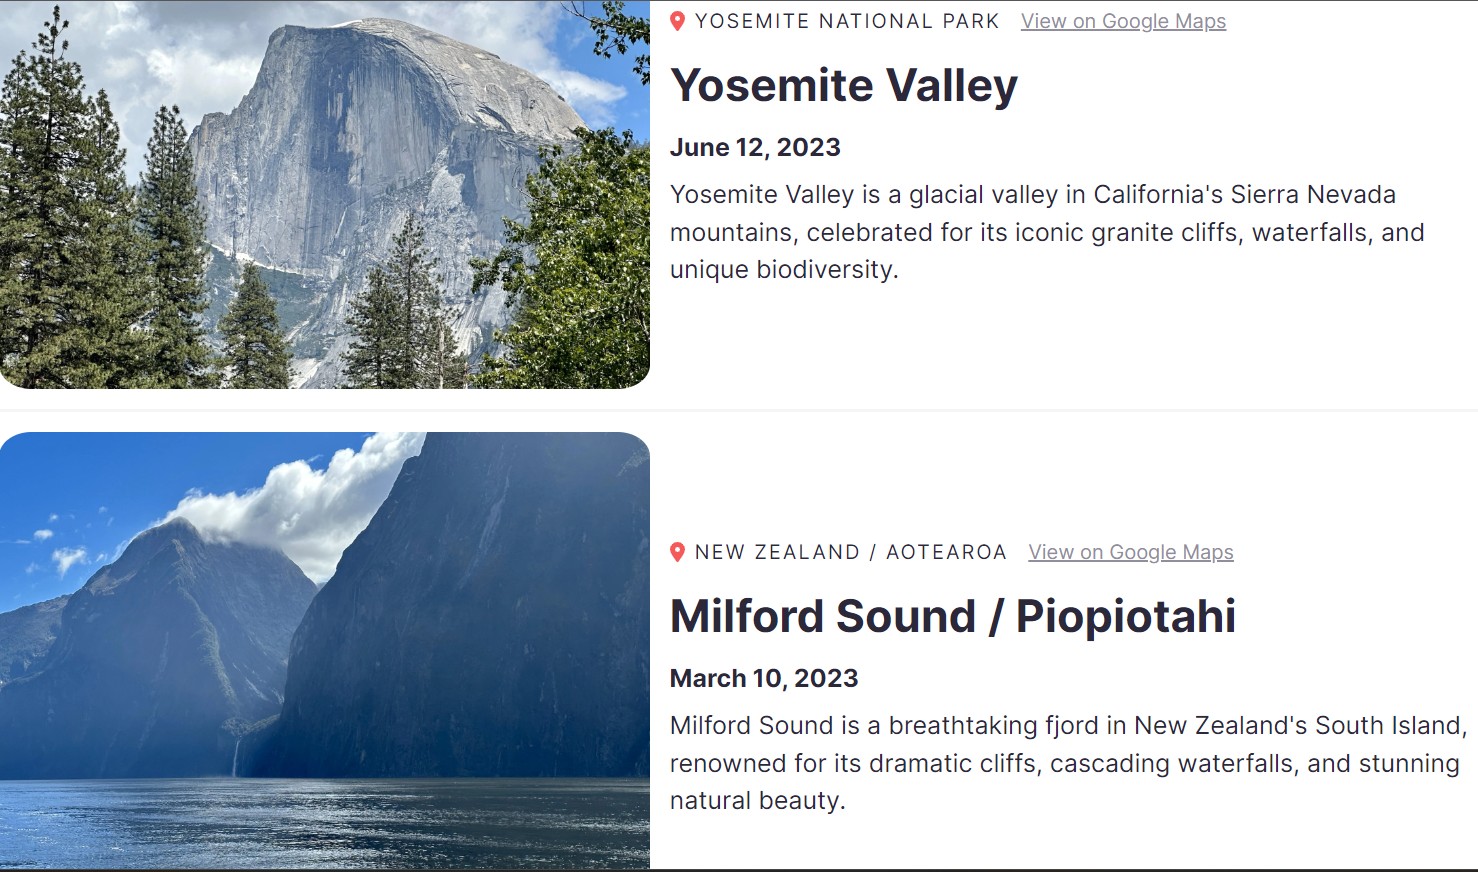 YOSEMITE NATIONAL PARK View on Google Maps
Yosemite Valley
June 12, 2023
Yosemite Valley is a glacial valley in California's Sierra Nevada
mountains, celebrated for its iconic granite cliffs, waterfalls, and
unique biodiversity.
NEW ZEALAND / AOTEAROA View on Google Maps
Milford Sound / Piopiotahi
March 10, 2023
Milford Sound is a breathtaking fjord in New Zealand's South Island,
renowned for its dramatic cliffs, cascading waterfalls, and stunning
natural beauty.